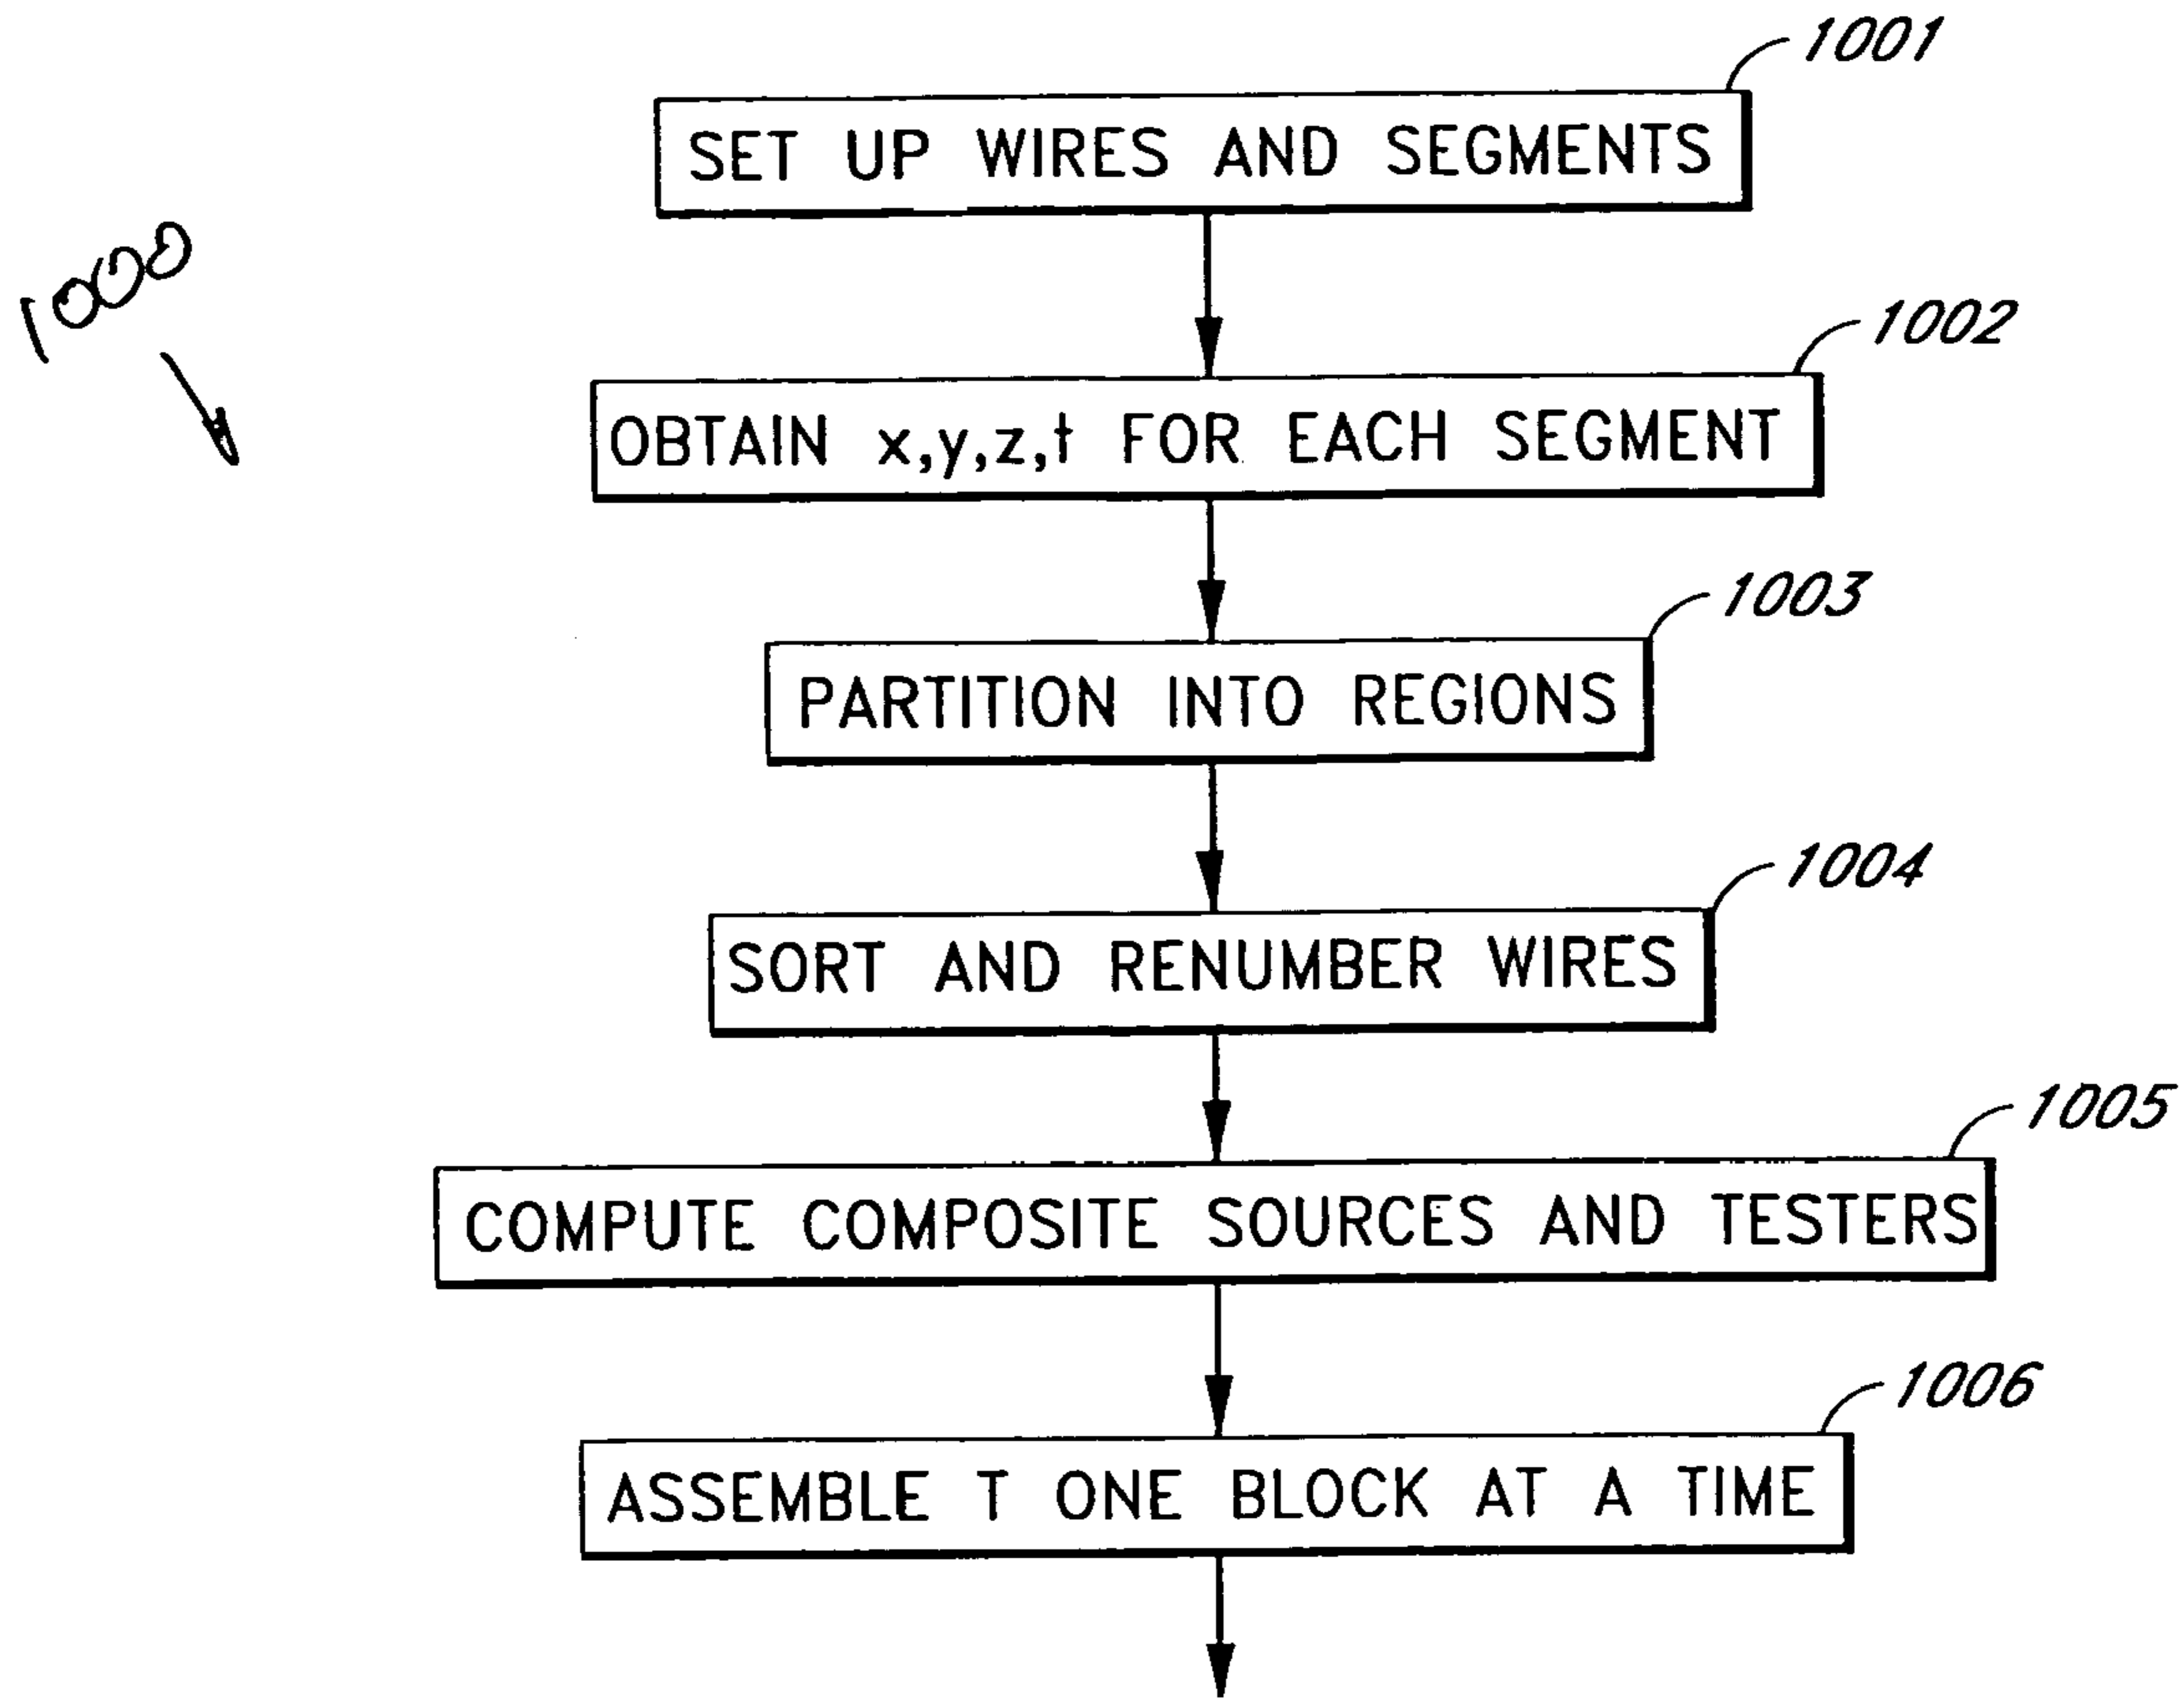 1001
SET UP WIRES AND SEGMENTS
1000
1002
OBTAIN x,y,z,t FOR EACH SEGMENT
1003
PARTITION INTO REGIONS
1004
SORT AND RENUMBER WIRES
1005
COMPUTE COMPOSITE SOURCES AND TESTERS
1006
ASSEMBLE T ONE BLOCK AT A TIME